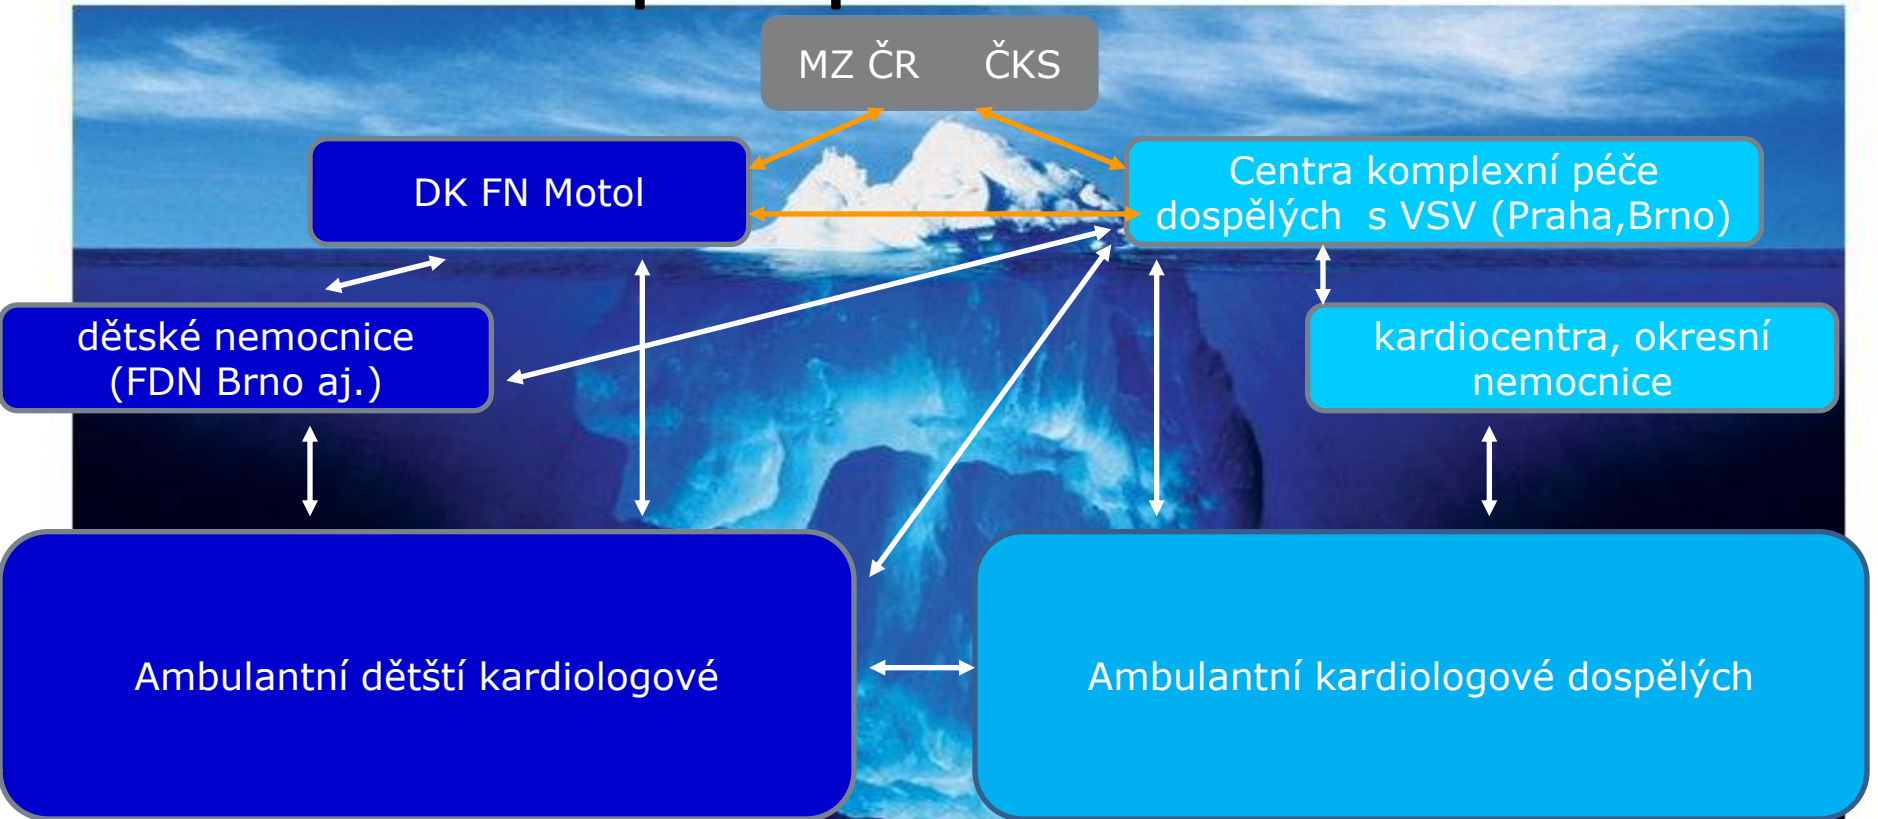 MZ ČR ČKS
DK FN Motol
Centra komplexní péče
dospělých s VSV (Praha,Brno)
dětské nemocnice
(FDN Brno aj.)
kardiocentra, okresní
nemocnice
Ambulantní dětští kardiologové
Ambulantní kardiologové dospělých